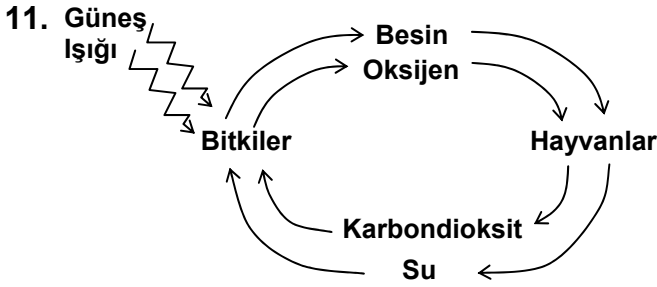 11. Güneş
Işığı
Besin
Oksijen
Bitkiler
Hayvanlar
Karbondioksit
Su